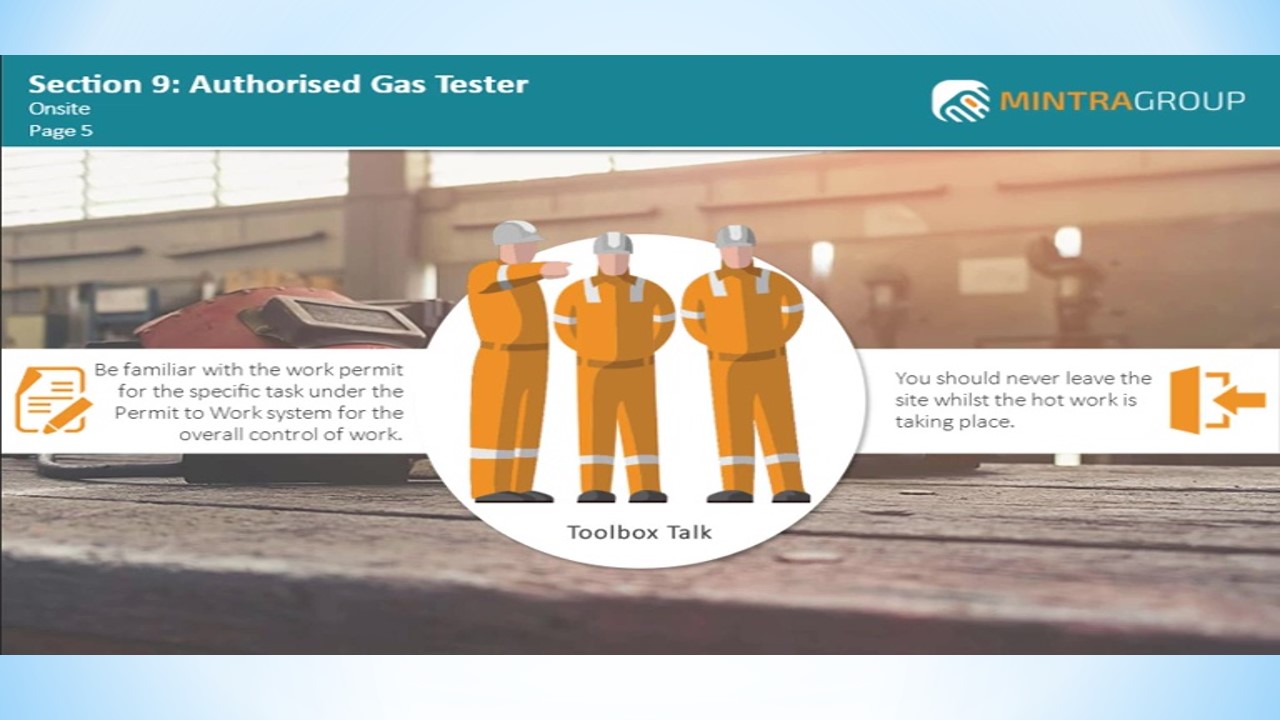 Section 9: Authorised Gas Tester
Onsite
Page 5
MINTRAGROUP
Be familiar with the work permit
for the specific task under the
Permit to Work system for the
overall control of work.
You should never leave the
site whilst the hot work is
taking place.
Toolbox Talk